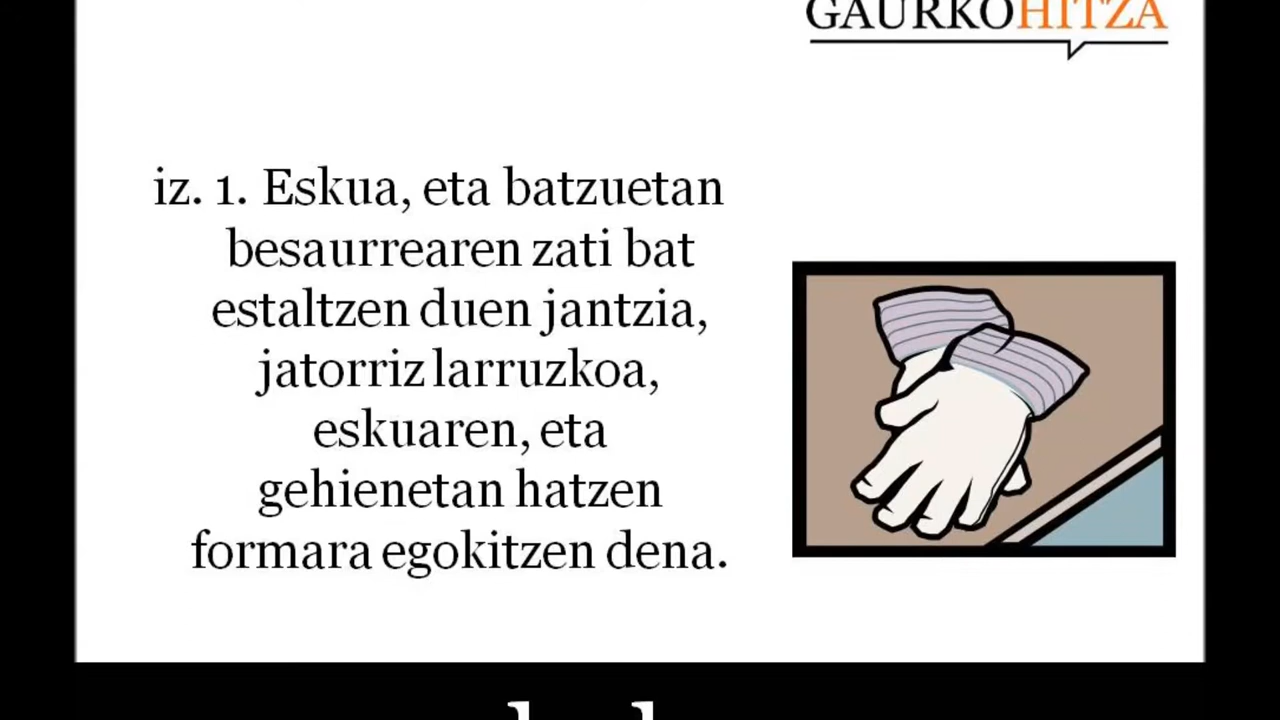 GAURKOHITZA
iz. 1. Eskua, eta batzuetan
besaurrearen zati bat
estaltzen duen jantzia,
jatorriz larruzkoa,
eskuaren, eta
gehienetan hatzen
formara egokitzen dena.